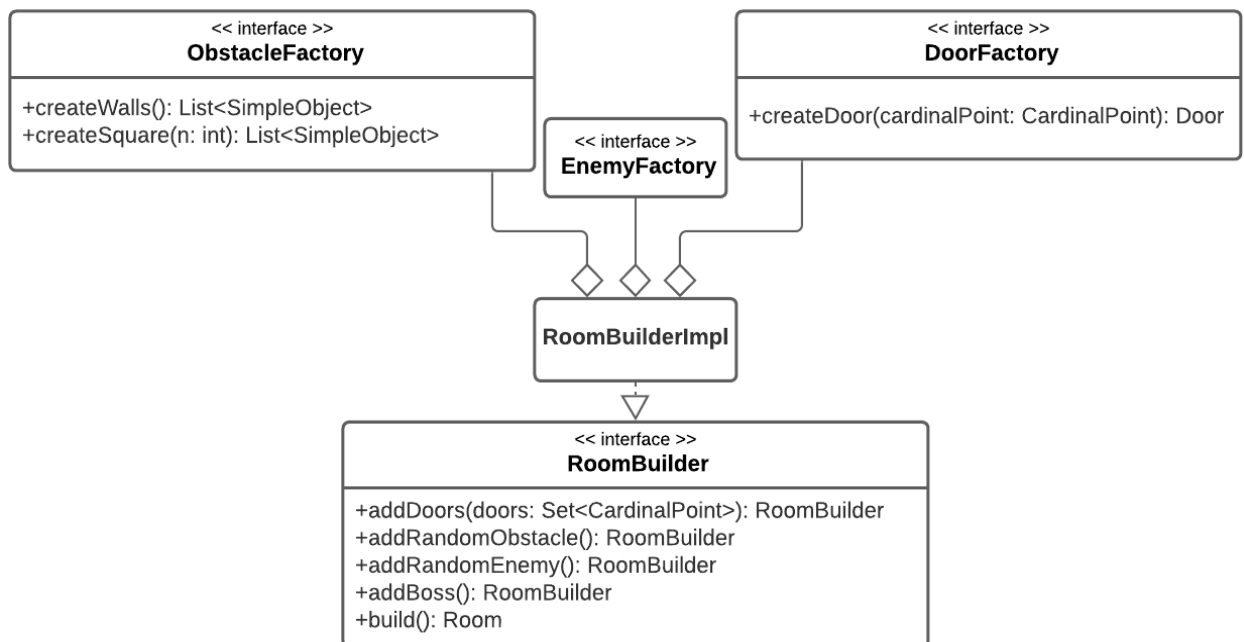 << interface >>
ObstacleFactory
+createWalls(): List<SimpleObject>
+createSquare(n: int): List<SimpleObject>
<< interface >>
EnemyFactory
<< interface >>
DoorFactory
+createDoor(cardinalPoint: CardinalPoint): Door
RoomBuilderImpl
<< interface >>
RoomBuilder
+addDoors(doors: Set<CardinalPoint>): RoomBuilder
+addRandomObstacle(): RoomBuilder
+addRandomEnemy(): RoomBuilder
+addBoss(): RoomBuilder
+build(): Room